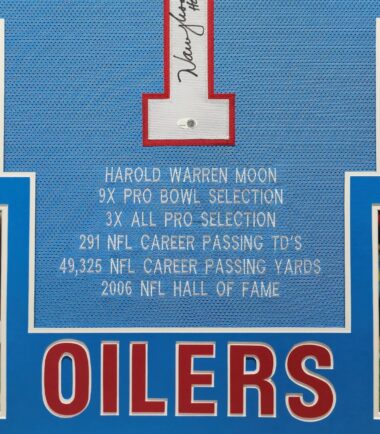 HAROLD WARREN MOON
9X PRO BOWL SELECTION
3X ALL PRO SELECTION
291 NFL CAREER PASSING TD'S
49,325 NFL CAREER PASSING YARDS
2006 NFL HALL OF FAME
OILERS